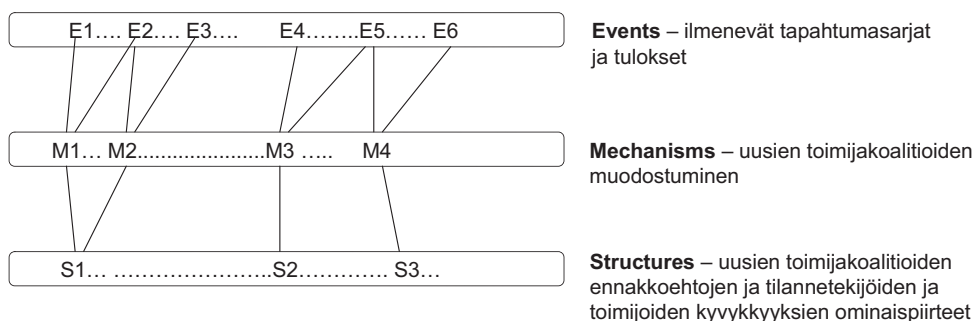 E1…. E2…. E3…. E4……..E5…… E6
Events – ilmenevät tapahtumasarjat
ja tulokset
M1… M2......................M3 ….. M4
Mechanisms – uusien toimijakoalitioiden
muodostuminen
S1… …………………..S2…………. S3…
Structures – uusien toimijakoalitioiden
ennakkoehtojen ja tilannetekijöiden ja
toimijoiden kyvykkyyksien ominaispiirteet